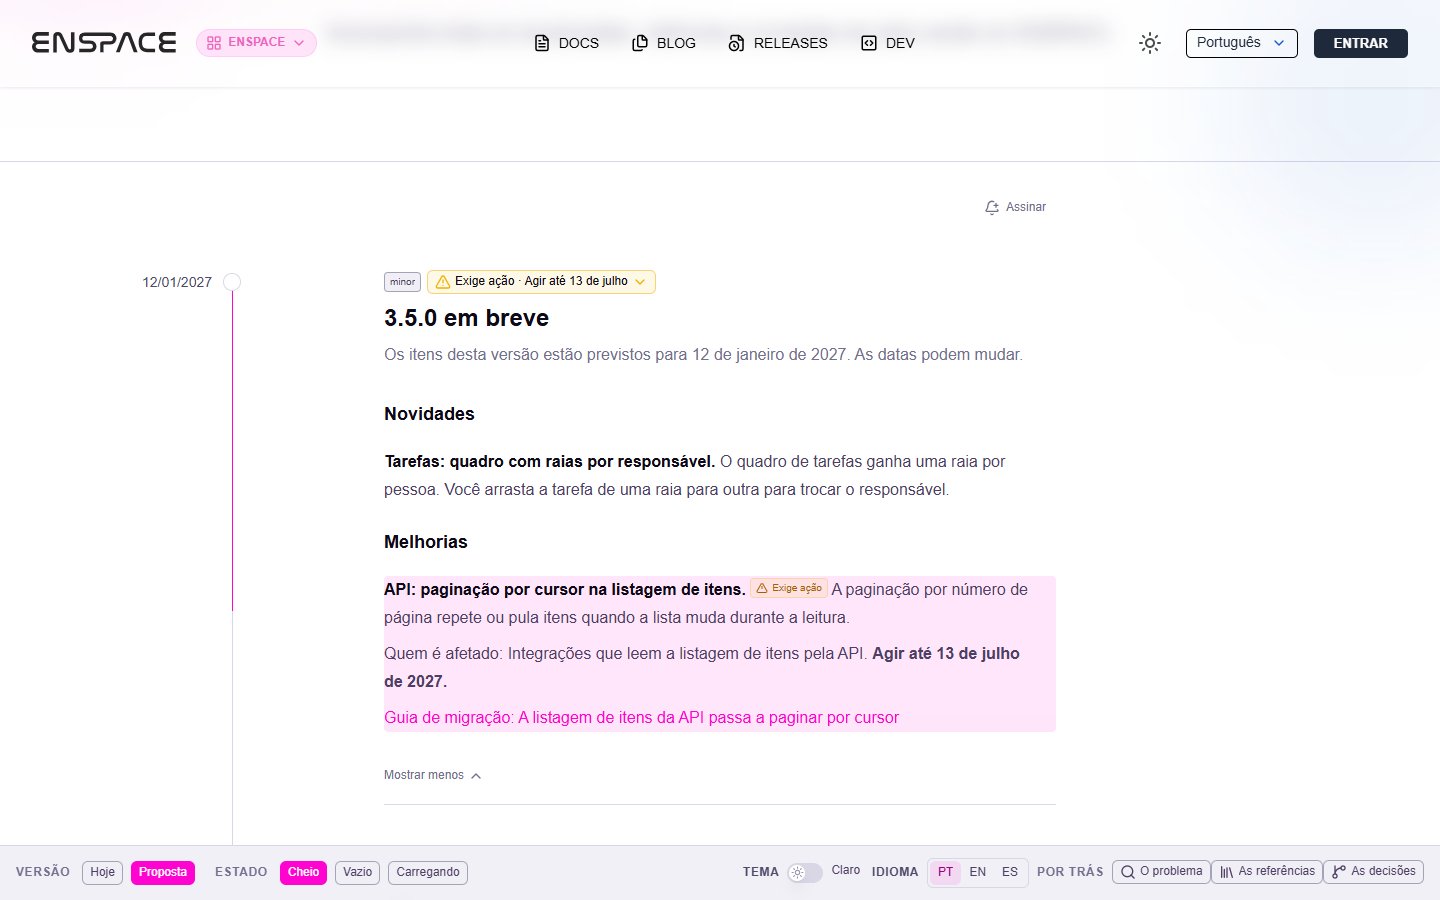 ENSPACE
ENSPACE
DOCS
BLOG
RELEASES
DEV
Português
ENTRAR
Assinar
12/01/2027
minor
Exige ação · Agir até 13 de julho
3.5.0 em breve
Os itens desta versão estão previstos para 12 de janeiro de 2027. As datas podem mudar.
Novidades
Tarefas: quadro com raias por responsável. O quadro de tarefas ganha uma raia por
pessoa. Você arrasta a tarefa de uma raia para outra para trocar o responsável.
Melhorias
API: paginação por cursor na listagem de itens. Exige ação A paginação por número de
página repete ou pula itens quando a lista muda durante a leitura.
Quem é afetado: Integrações que leem a listagem de itens pela API. Agir até 13 de julho
de 2027.
Guia de migração: A listagem de itens da API passa a paginar por cursor
Mostrar menos
VERSÃO Hoje Proposta ESTADO Cheio Vazio Carregando TEMA Claro IDIOMA PT EN ES POR TRÁS O problema As referências As decisões